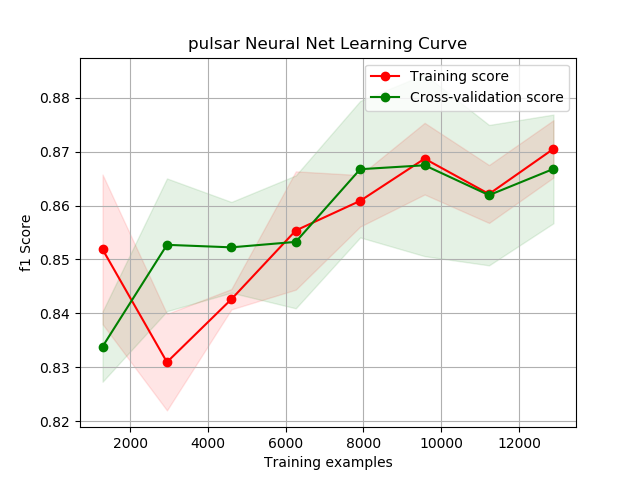 pulsar Neural Net Learning Curve
Training score
Cross-validation score
0.88
0.87
0.86
0.85
0.84
0.83
0.82
f1 Score
2000 4000 6000 8000 10000 12000
Training examples